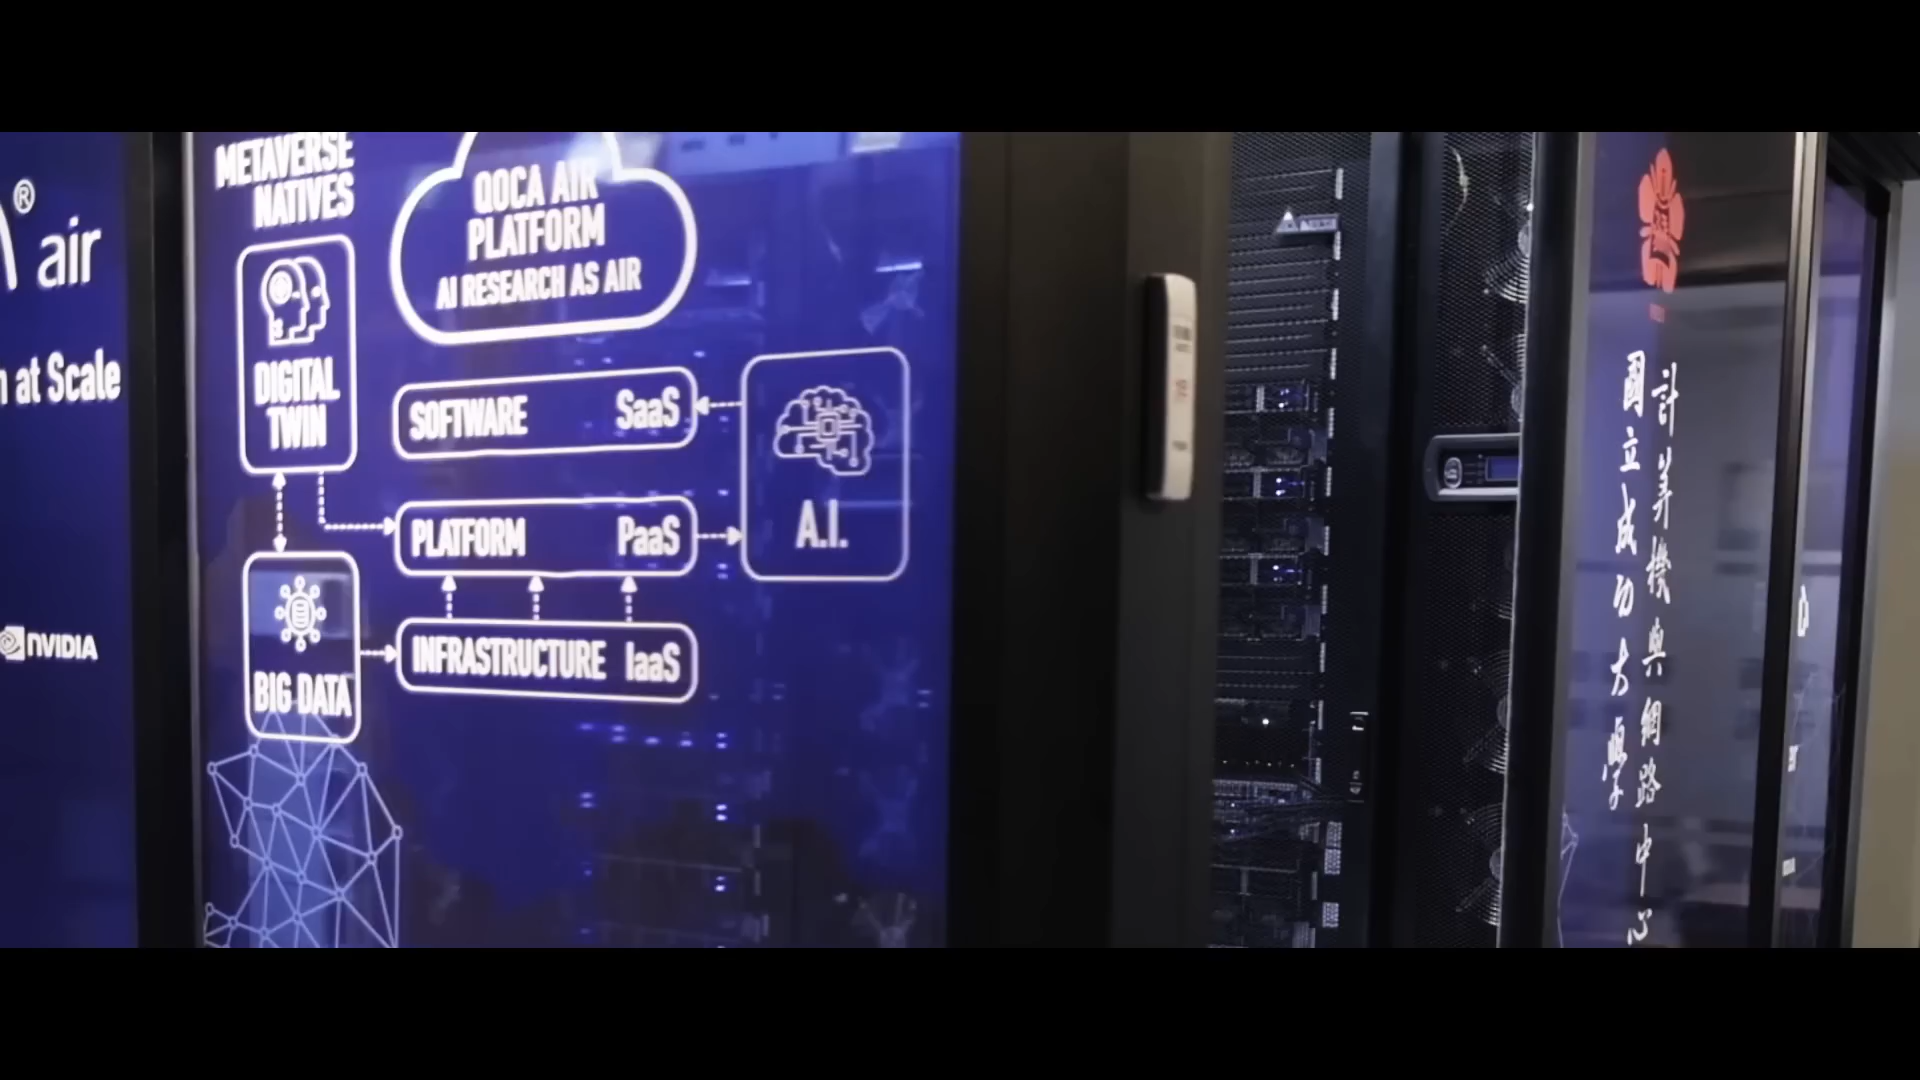 ®
air
n at Scale
NVIDIA
METAVERSE
NATIVES
DIGITAL
TWIN
BIG DATA
QOCA AIR
PLATFORM
AI RESEARCH AS AIR
SOFTWARE SaaS
PLATFORM PaaS
INFRASTRUCTURE IaaS
A.I.
國立成功大學
計算機與網路中心